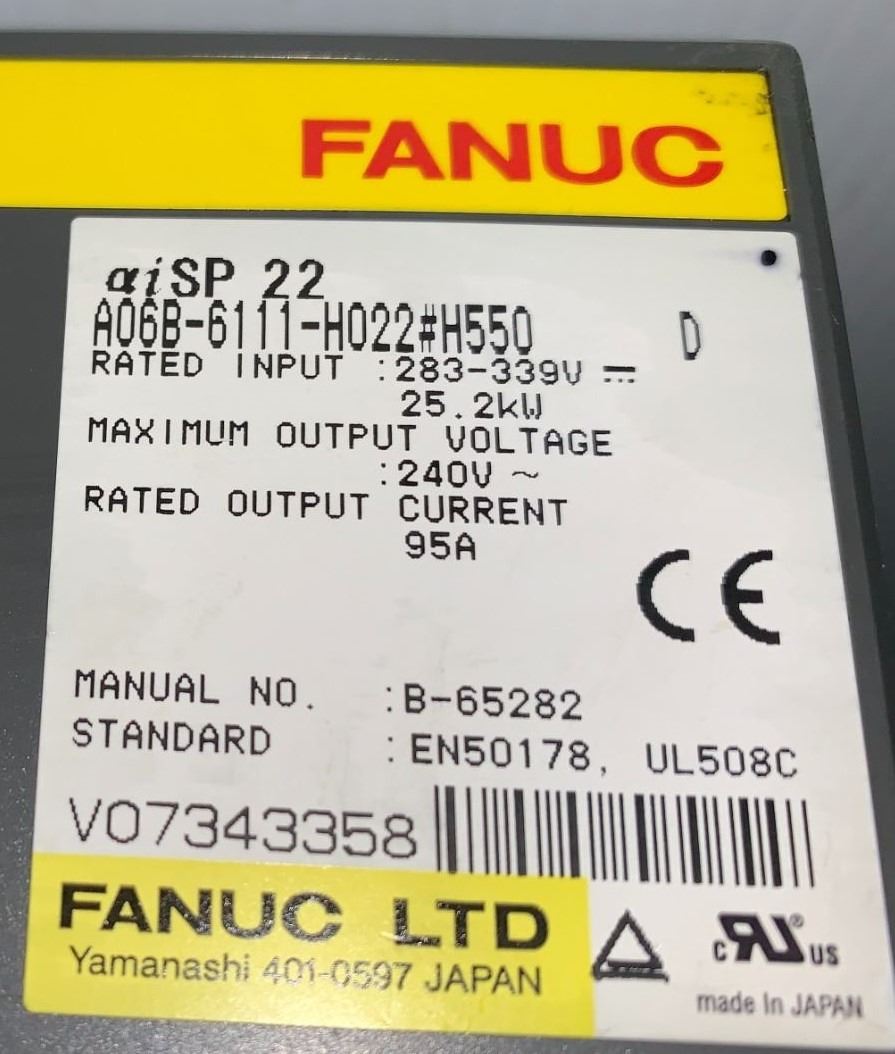 FANUC
αiSP 22
A06B-6111-H022#H550 D
RATED INPUT :283-339V ⎓
25.2kW
MAXIMUM OUTPUT VOLTAGE
:240V ~
RATED OUTPUT CURRENT
95A
CE
MANUAL NO. :B-65282
STANDARD :EN50178, UL508C
V07343358
FANUC LTD
Yamanashi 401-0597 JAPAN
c RU® US
made in JAPAN